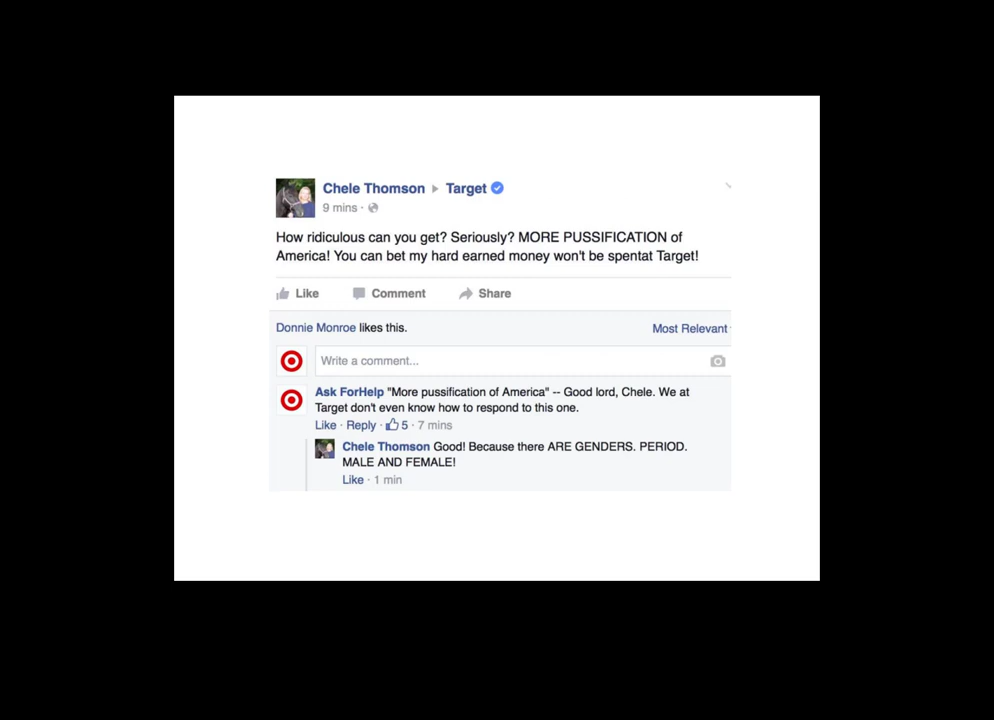 Chele Thomson ▸ Target
9 mins ·
How ridiculous can you get? Seriously? MORE PUSSIFICATION of
America! You can bet my hard earned money won't be spentat Target!
Like Comment Share
Donnie Monroe likes this. Most Relevant
Write a comment...
Ask ForHelp "More pussification of America" -- Good lord, Chele. We at
Target don't even know how to respond to this one.
Like · Reply · 5 · 7 mins
Chele Thomson Good! Because there ARE GENDERS. PERIOD.
MALE AND FEMALE!
Like · 1 min